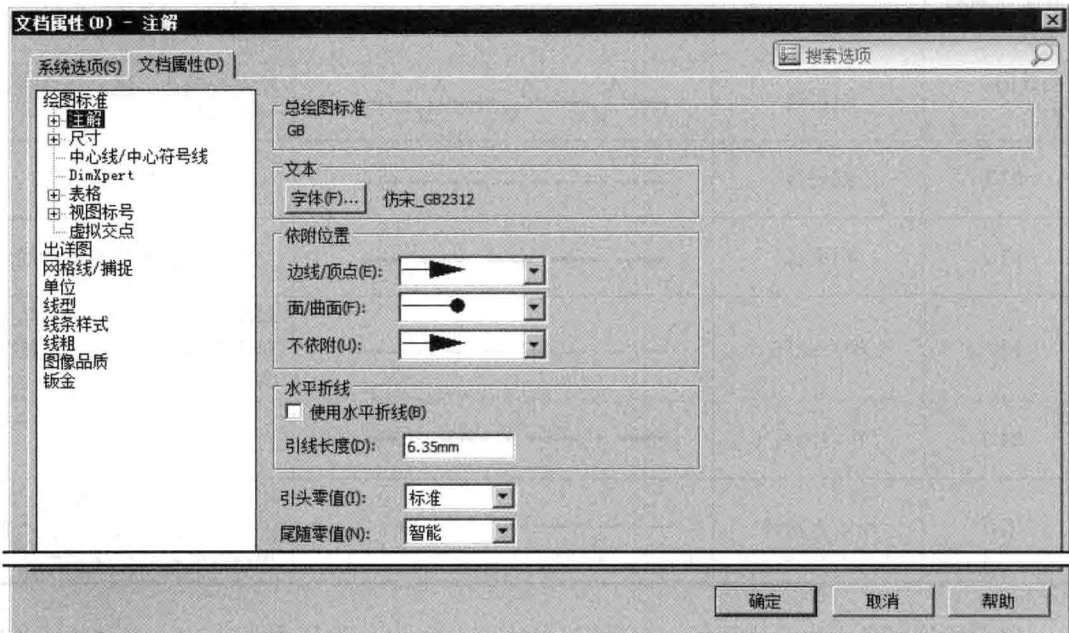 文档属性(D) - 注解
系统选项(S) 文档属性(D)
搜索选项
绘图标准
注解
尺寸
中心线/中心符号线
DimXpert
表格
视图标号
虚拟交点
出详图
网格线/捕捉
单位
线型
线条样式
线粗
图像品质
钣金
总绘图标准
GB
文本
字体(F)... 仿宋_GB2312
依附位置
边线/顶点(E):
面/曲面(F):
不依附(U):
水平折线
使用水平折线(B)
引线长度(D): 6.35mm
引头零值(I): 标准
尾随零值(N): 智能
确定 取消 帮助